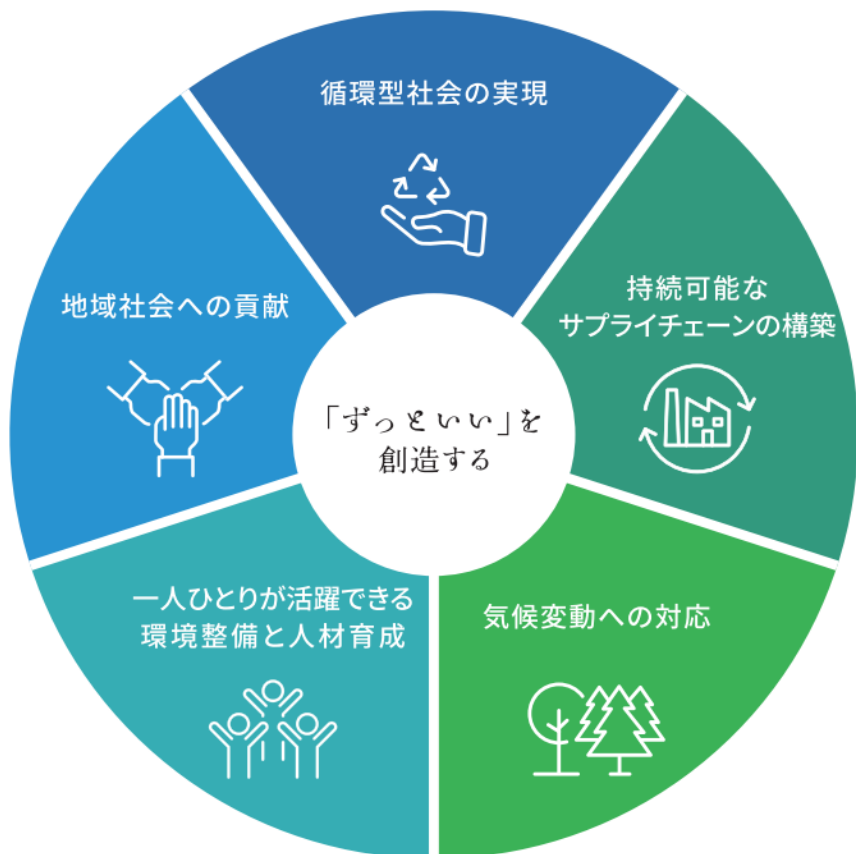 循環型社会の実現
持続可能な
サプライチェーンの構築
気候変動への対応
一人ひとりが活躍できる
環境整備と人材育成
地域社会への貢献
「ずっといい」を
創造する